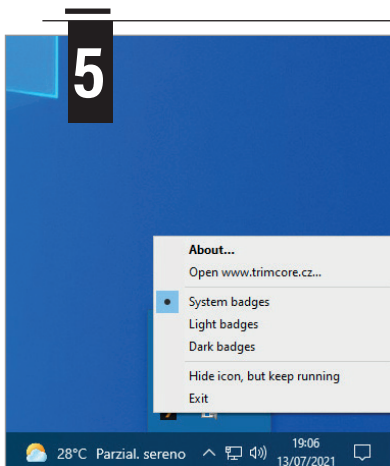 5
About...
Open www.trimcore.cz...
System badges
Light badges
Dark badges
Hide icon, but keep running
Exit
28°C Parzial. sereno
19:06
13/07/2021